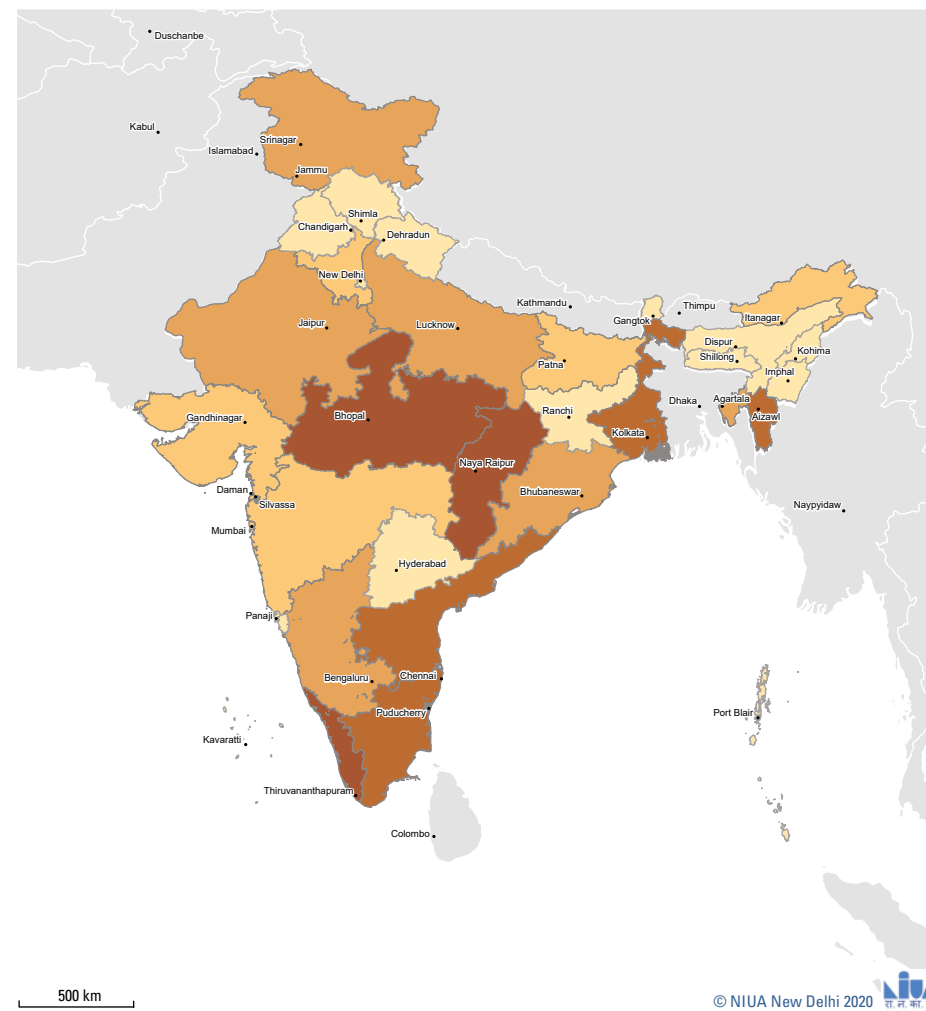 Duschanbe
Kabul
Srinagar
Islamabad
Jammu
Shimla
Chandigarh
Dehradun
New Delhi
Kathmandu
Thimpu
Gangtok
Itanagar
Jaipur
Lucknow
Dispur
Kohima
Shillong
Patna
Imphal
Dhaka
Agartala
Ranchi
Aizawl
Gandhinagar
Bhopal
Kolkata
Naya Raipur
Daman
Bhubaneswar
Silvassa
Naypyidaw
Mumbai
Hyderabad
Panaji
Bengaluru
Chennai
Puducherry
Port Blair
Kavaratti
Thiruvananthapuram
Colombo
500 km
© NIUA New Delhi 2020
NIU
रा. न. का.